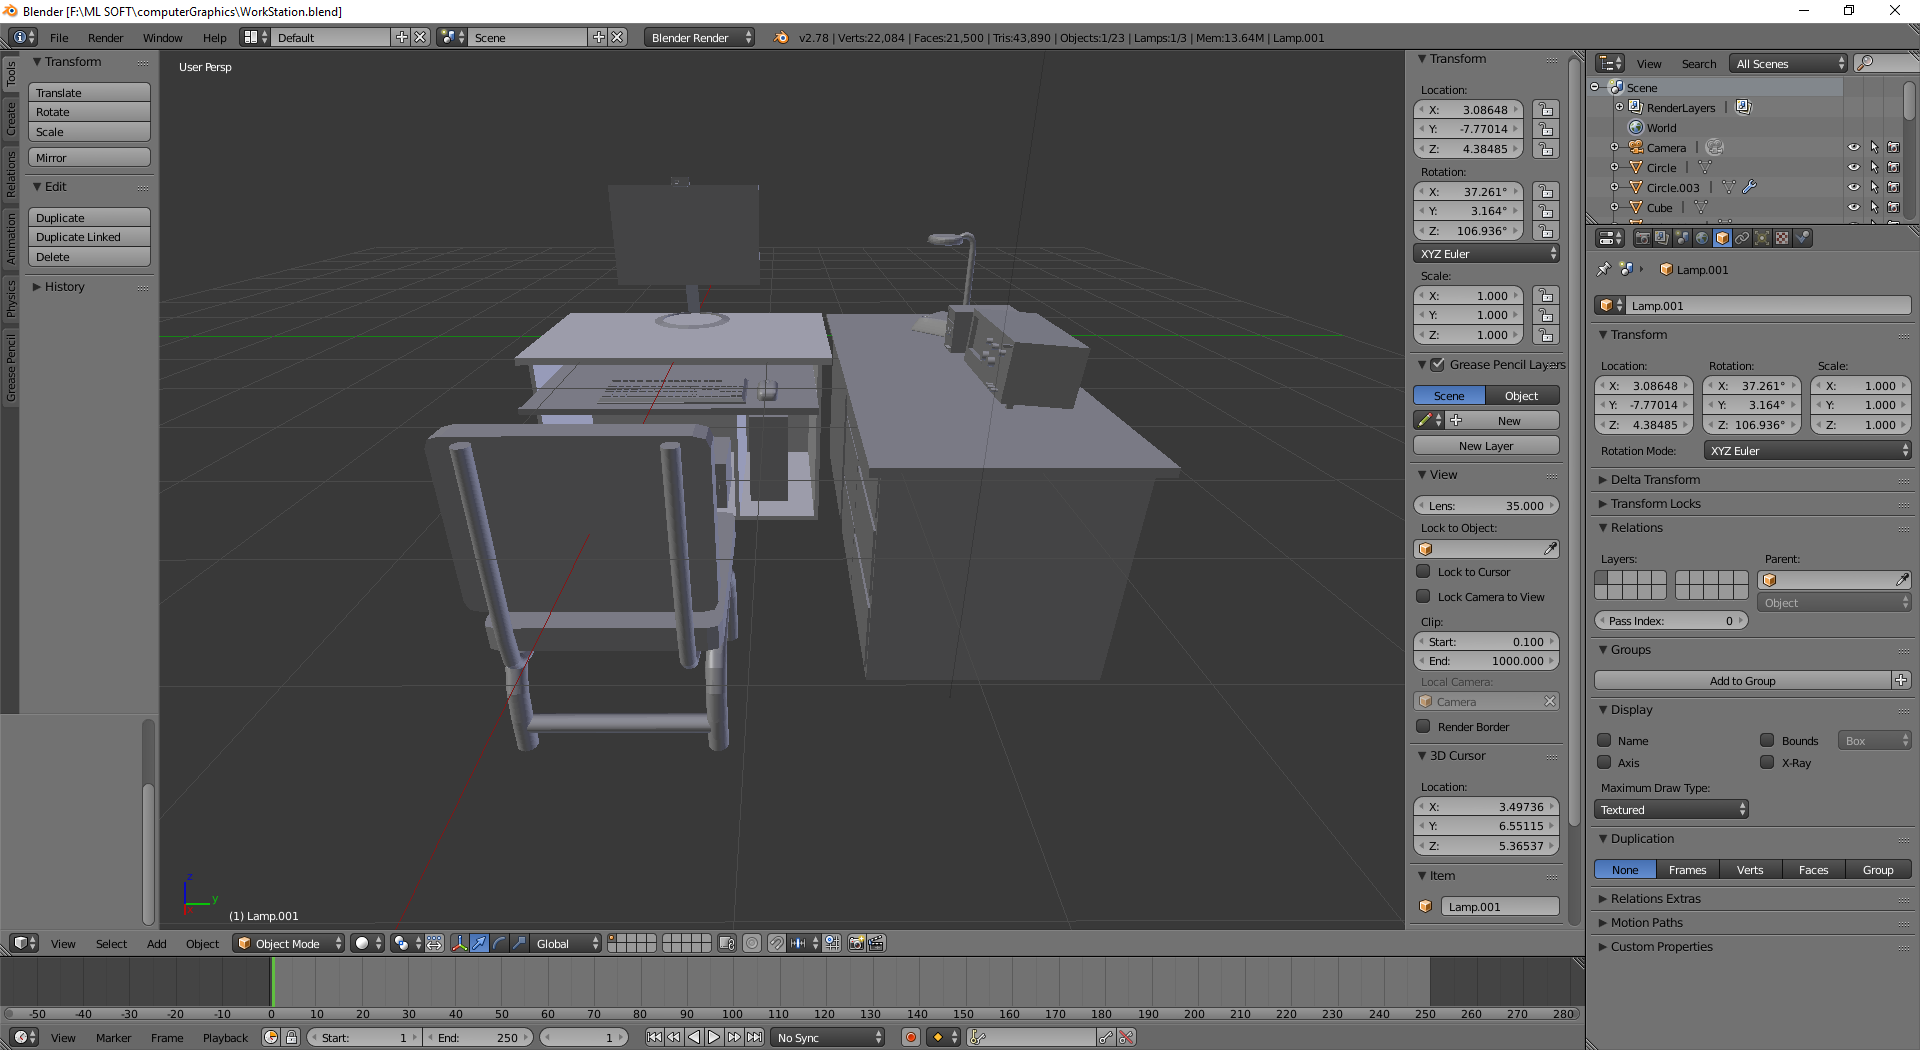 Blender [F:\ML SOFT\computerGraphics\WorkStation.blend]
File Render Window Help Default Scene Blender Render v2.78 | Verts:22,084 | Faces:21,500 | Tris:43,890 | Objects:1/23 | Lamps:1/3 | Mem:13.64M | Lamp.001
Tools
Create
Relations
Animation
Physics
Grease Pencil
Transform
Translate
Rotate
Scale
Mirror
Edit
Duplicate
Duplicate Linked
Delete
History
User Persp
z
y
(1) Lamp.001
Transform
Location:
X: 3.08648
Y: -7.77014
Z: 4.38485
Rotation:
X: 37.261°
Y: 3.164°
Z: 106.936°
XYZ Euler
Scale:
X: 1.000
Y: 1.000
Z: 1.000
Grease Pencil Layers
Scene Object
New
New Layer
View
Lens: 35.000
Lock to Object:
Lock to Cursor
Lock Camera to View
Clip:
Start: 0.100
End: 1000.000
Local Camera:
Camera
Render Border
3D Cursor
Location:
X: 3.49736
Y: 6.55115
Z: 5.36537
Item
Lamp.001
View Search All Scenes
Scene
RenderLayers
World
Camera
Circle
Circle.003
Cube
Lamp.001
Lamp.001
Transform
Location: Rotation: Scale:
X: 3.08648 X: 37.261° X: 1.000
Y: -7.77014 Y: 3.164° Y: 1.000
Z: 4.38485 Z: 106.936° Z: 1.000
Rotation Mode: XYZ Euler
Delta Transform
Transform Locks
Relations
Layers: Parent:
Object
Pass Index: 0
Groups
Add to Group
Display
Name Bounds Box
Axis X-Ray
Maximum Draw Type:
Textured
Duplication
None Frames Verts Faces Group
Relations Extras
Motion Paths
Custom Properties
View Select Add Object Object Mode Global
-50 -40 -30 -20 -10 0 10 20 30 40 50 60 70 80 90 100 110 120 130 140 150 160 170 180 190 200 210 220 230 240 250 260 270 280
View Marker Frame Playback Start: 1 End: 250 1 No Sync